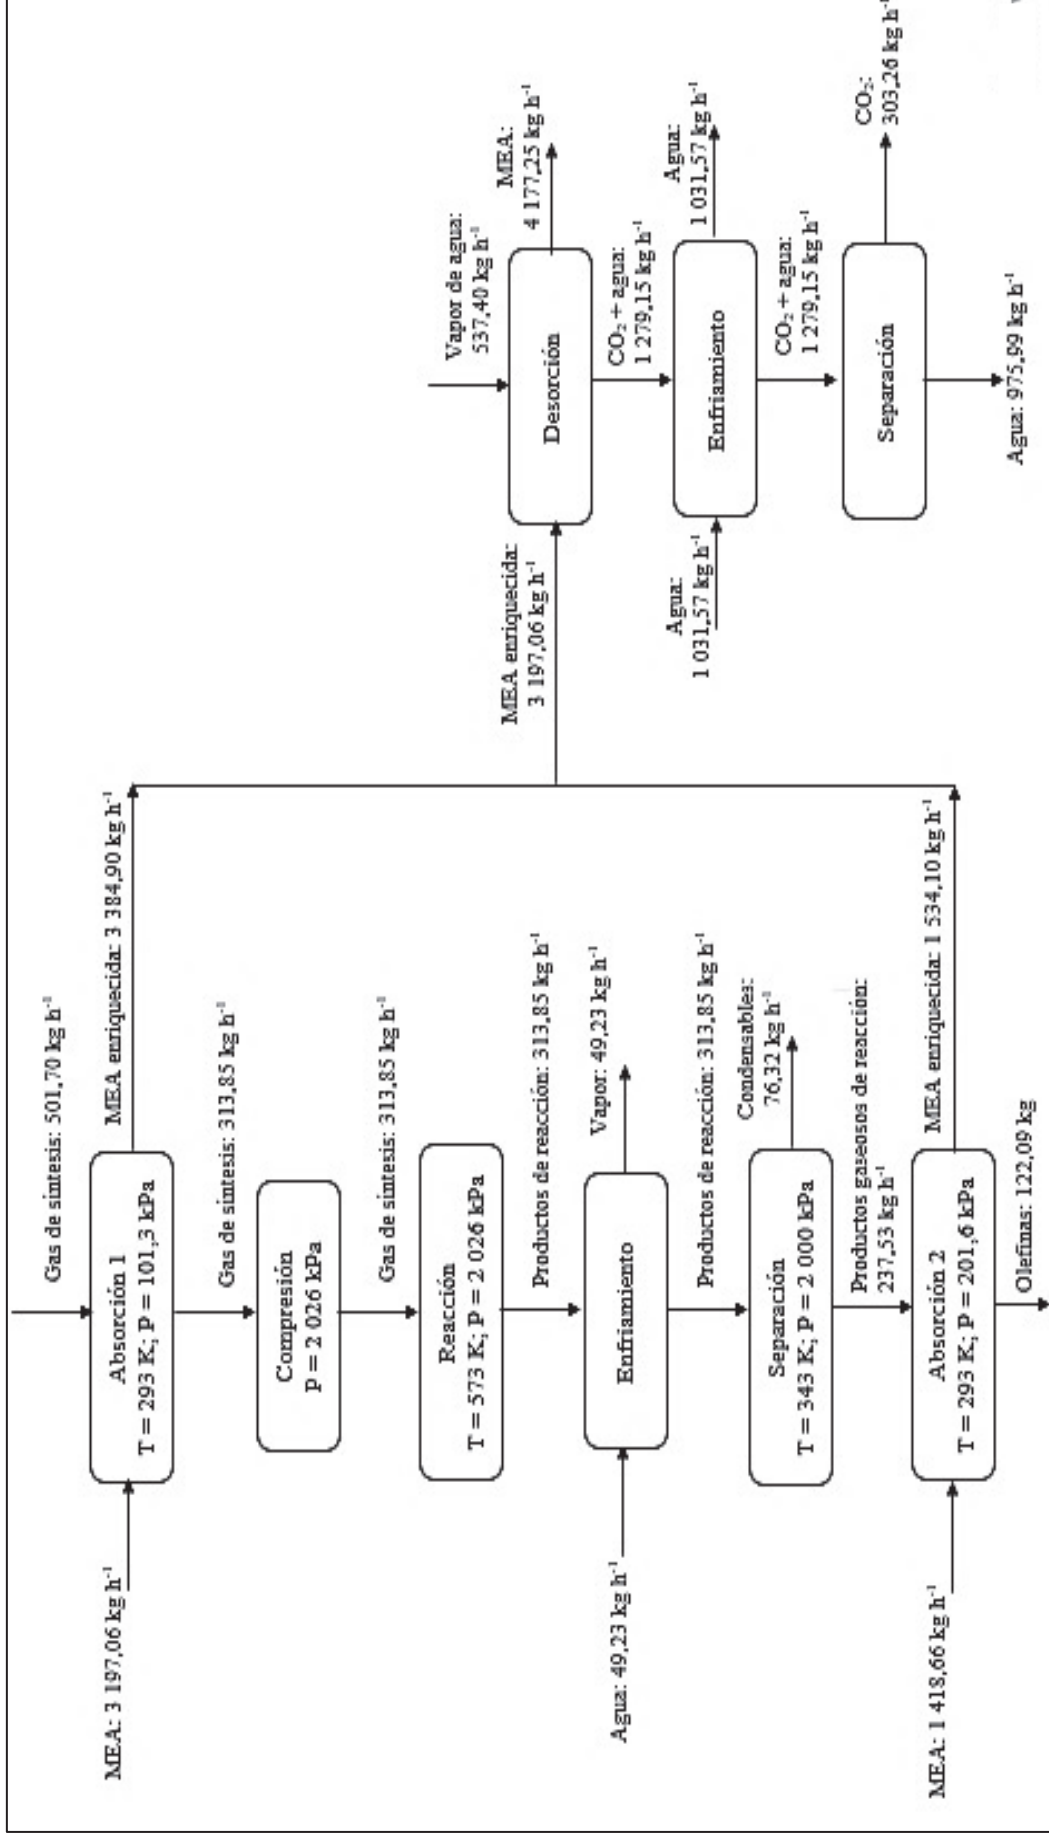 Gas de síntesis: 501,70 kg h⁻¹
MEA: 3 197,06 kg h⁻¹
Absorción 1
T = 293 K; P = 101,3 kPa
MEA enriquecida: 3 384,90 kg h⁻¹
Gas de síntesis: 313,85 kg h⁻¹
Compresión
P = 2 026 kPa
Gas de síntesis: 313,85 kg h⁻¹
Reacción
T = 573 K; P = 2 026 kPa
Productos de reacción: 313,85 kg h⁻¹
Agua: 49,23 kg h⁻¹
Enfriamiento
Vapor: 49,23 kg h⁻¹
Productos de reacción: 313,85 kg h⁻¹
Separación
T = 343 K; P = 2 000 kPa
Condensables:
76,32 kg h⁻¹
Productos gaseosos de reacción:
237,53 kg h⁻¹
MEA: 1 418,66 kg h⁻¹
Absorción 2
T = 293 K; P = 201,6 kPa
MEA enriquecida: 1 534,10 kg h⁻¹
Olefinas: 122,09 kg
MEA enriquecida:
3 197,06 kg h⁻¹
Vapor de agua:
537,40 kg h⁻¹
Desorción
MEA:
4 177,25 kg h⁻¹
CO₂ + agua:
1 279,15 kg h⁻¹
Agua:
1 031,57 kg h⁻¹
Enfriamiento
Agua:
1 031,57 kg h⁻¹
CO₂ + agua:
1 279,15 kg h⁻¹
Separación
CO₂:
303,26 kg h⁻¹
Agua: 975,99 kg h⁻¹